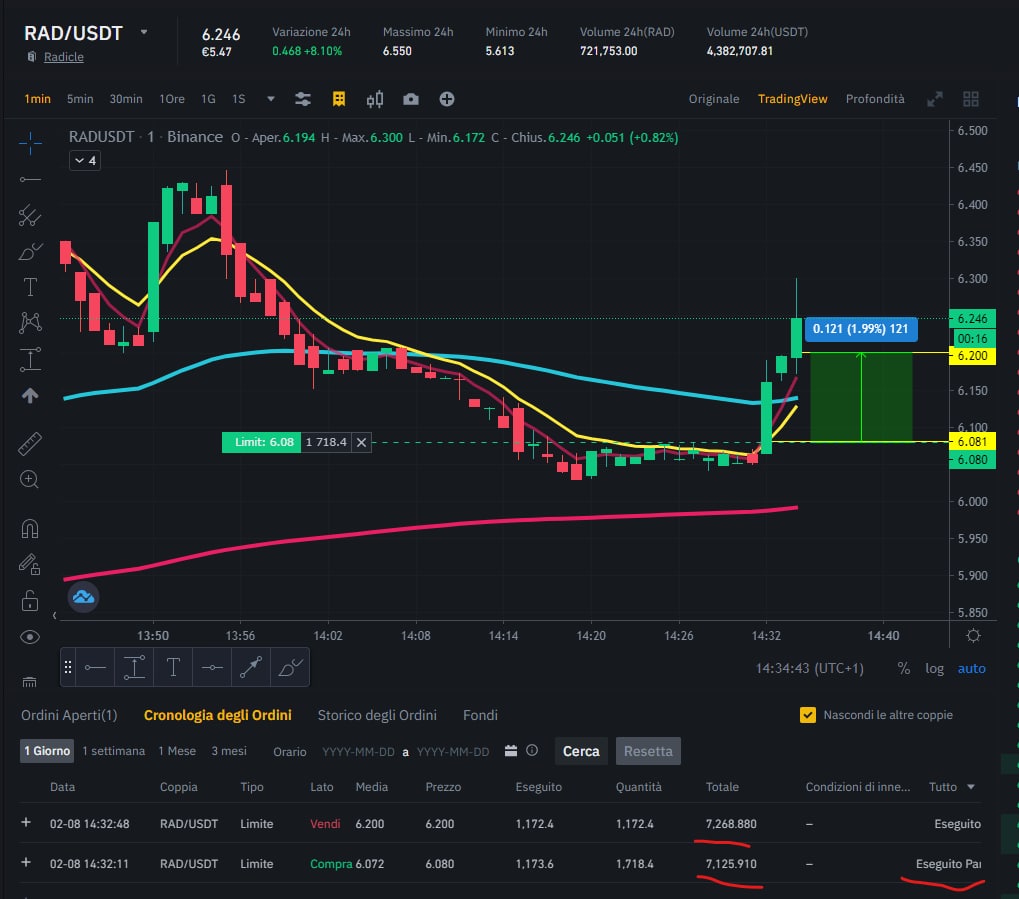 RAD/USDT
Radicle
6.246
€5.47
Variazione 24h
0.468 +8.10%
Massimo 24h
6.550
Minimo 24h
5.613
Volume 24h(RAD)
721,753.00
Volume 24h(USDT)
4,382,707.81
1min 5min 30min 1Ore 1G 1S
Originale TradingView Profondità
RADUSDT · 1 · Binance O - Aper.6.194 H - Max.6.300 L - Min.6.172 C - Chius.6.246 +0.051 (+0.82%)
4
6.500
6.450
6.400
6.350
6.300
6.246
00:16
6.200
6.150
6.100
6.081
6.080
6.000
5.950
5.900
5.850
0.121 (1.99%) 121
Limit: 6.08 1 718.4
13:50 13:56 14:02 14:08 14:14 14:20 14:26 14:32 14:40
14:34:43 (UTC+1) % log auto
Ordini Aperti(1) Cronologia degli Ordini Storico degli Ordini Fondi Nascondi le altre coppie
1 Giorno 1 settimana 1 Mese 3 mesi Orario YYYY-MM-DD a YYYY-MM-DD Cerca Resetta
Data Coppia Tipo Lato Media Prezzo Eseguito Quantità Totale Condizioni di inne... Tutto
+ 02-08 14:32:48 RAD/USDT Limite Vendi 6.200 6.200 1,172.4 1,172.4 7,268.880 – Eseguito
+ 02-08 14:32:11 RAD/USDT Limite Compra 6.072 6.080 1,173.6 1,718.4 7,125.910 – Eseguito Par